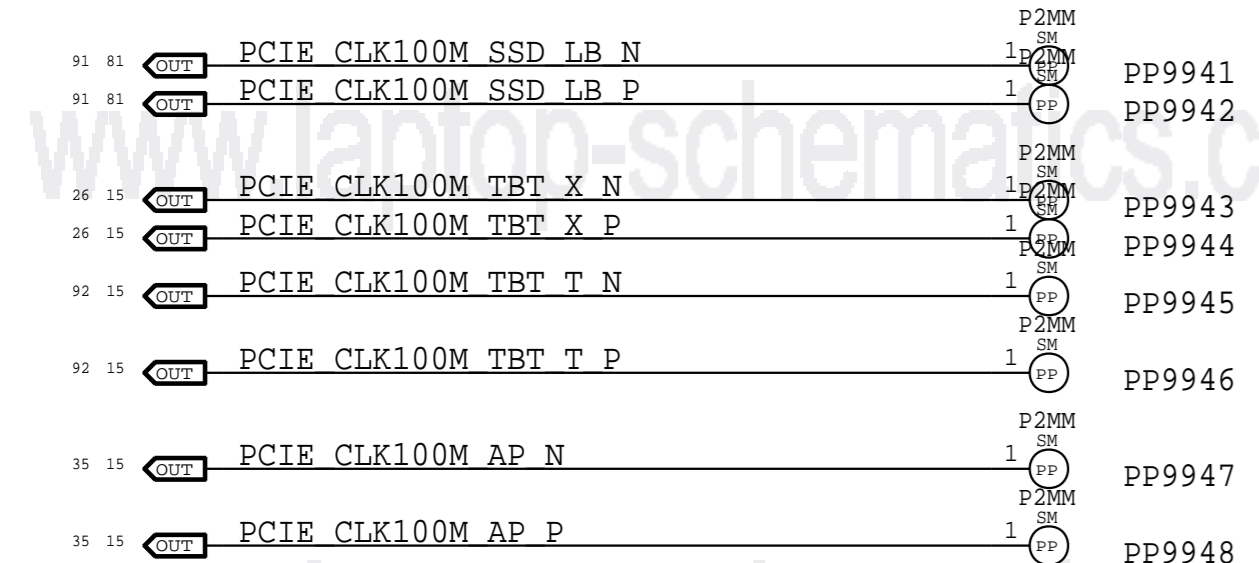 P2MM
SM
91 81 OUT PCIE_CLK100M_SSD_LB_N 1 PP PP9941
P2MM
SM
91 81 OUT PCIE_CLK100M_SSD_LB_P 1 PP PP9942
www.laptop-schematics.c
P2MM
SM
26 15 OUT PCIE_CLK100M_TBT_X_N 1 PP PP9943
P2MM
SM
26 15 OUT PCIE_CLK100M_TBT_X_P 1 PP PP9944
P2MM
SM
92 15 OUT PCIE_CLK100M_TBT_T_N 1 PP PP9945
P2MM
SM
92 15 OUT PCIE_CLK100M_TBT_T_P 1 PP PP9946
P2MM
SM
35 15 OUT PCIE_CLK100M_AP_N 1 PP PP9947
P2MM
SM
35 15 OUT PCIE_CLK100M_AP_P 1 PP PP9948